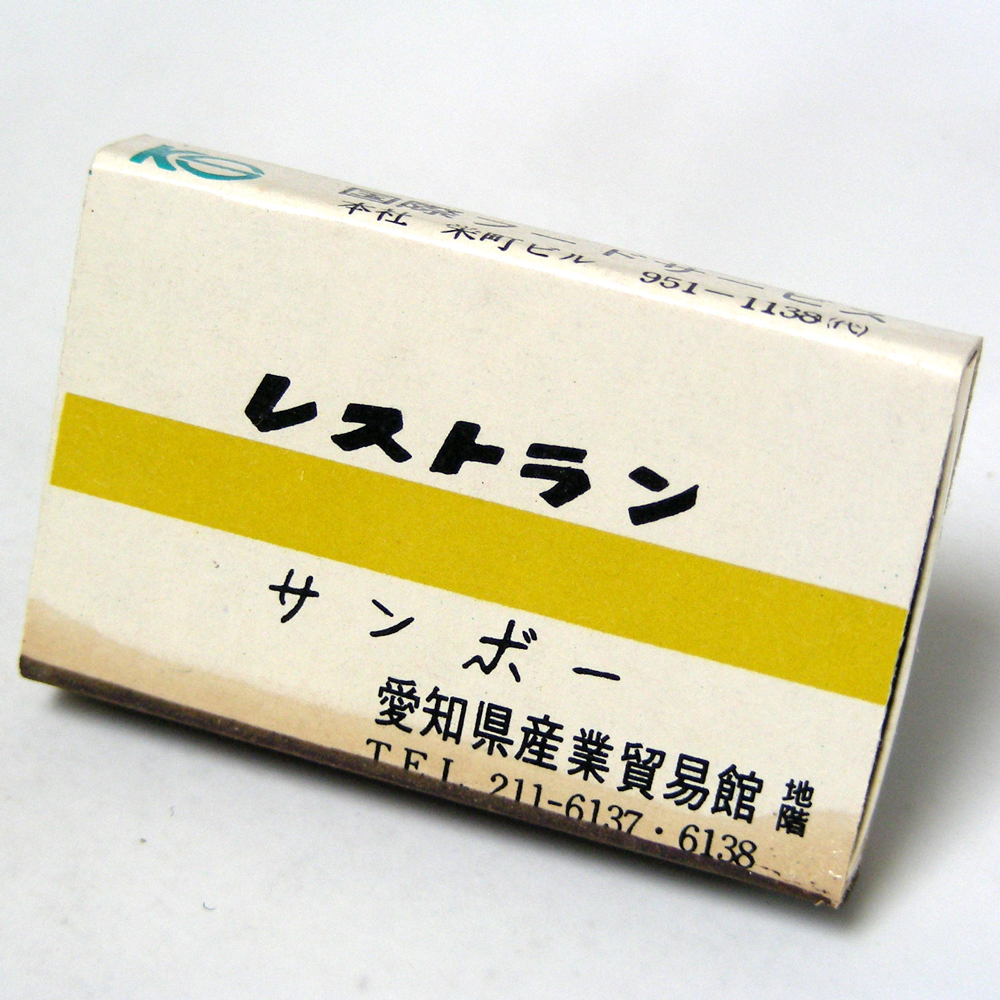 KS
国際フードサービス
本社 栄町ビル 951-1138(代)
レストラン
サンボー
愛知県産業貿易館 地階
TEL 211-6137・6138